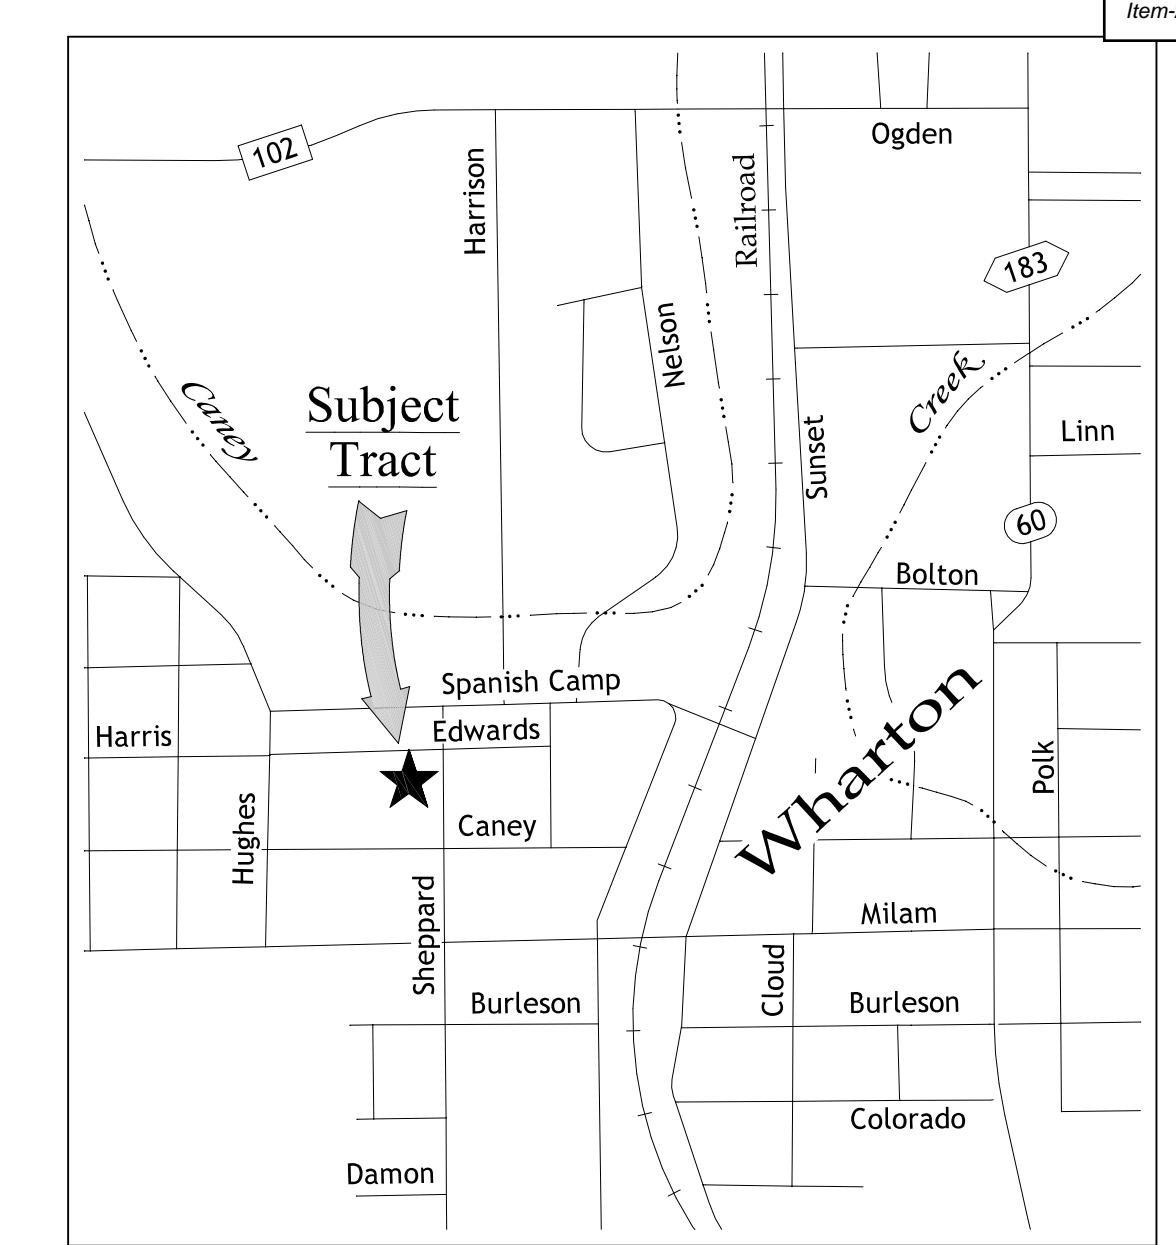 Item-
Ogden
102
Harrison
Railroad
183
Nelson
Caney
Creek
Subject
Tract
Sunset
Linn
60
Bolton
Spanish Camp
Edwards
Harris
Wharton
Polk
Hughes
Caney
Sheppard
Milam
Cloud
Burleson
Burleson
Colorado
Damon